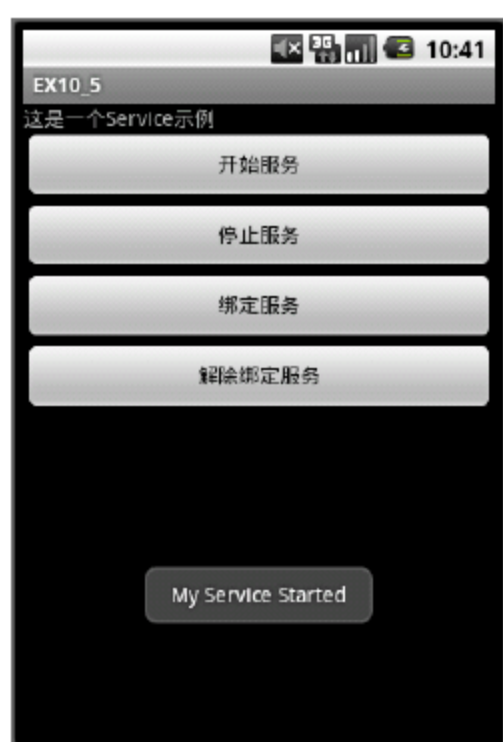 3G
10:41
EX10_5
这是一个Service示例
开始服务
停止服务
绑定服务
解除绑定服务
My Service Started